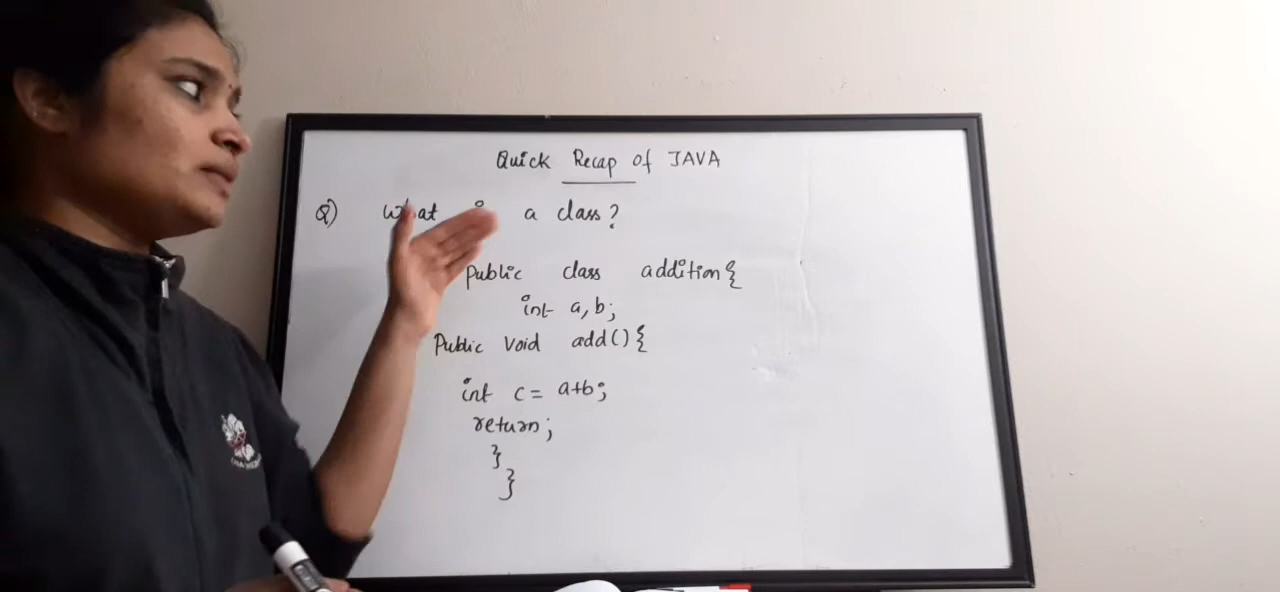 Quick Recap of JAVA
Q) What is a class?
Public class addition{
int a,b;
Public void add(){
int c= a+b;
return;
}
}